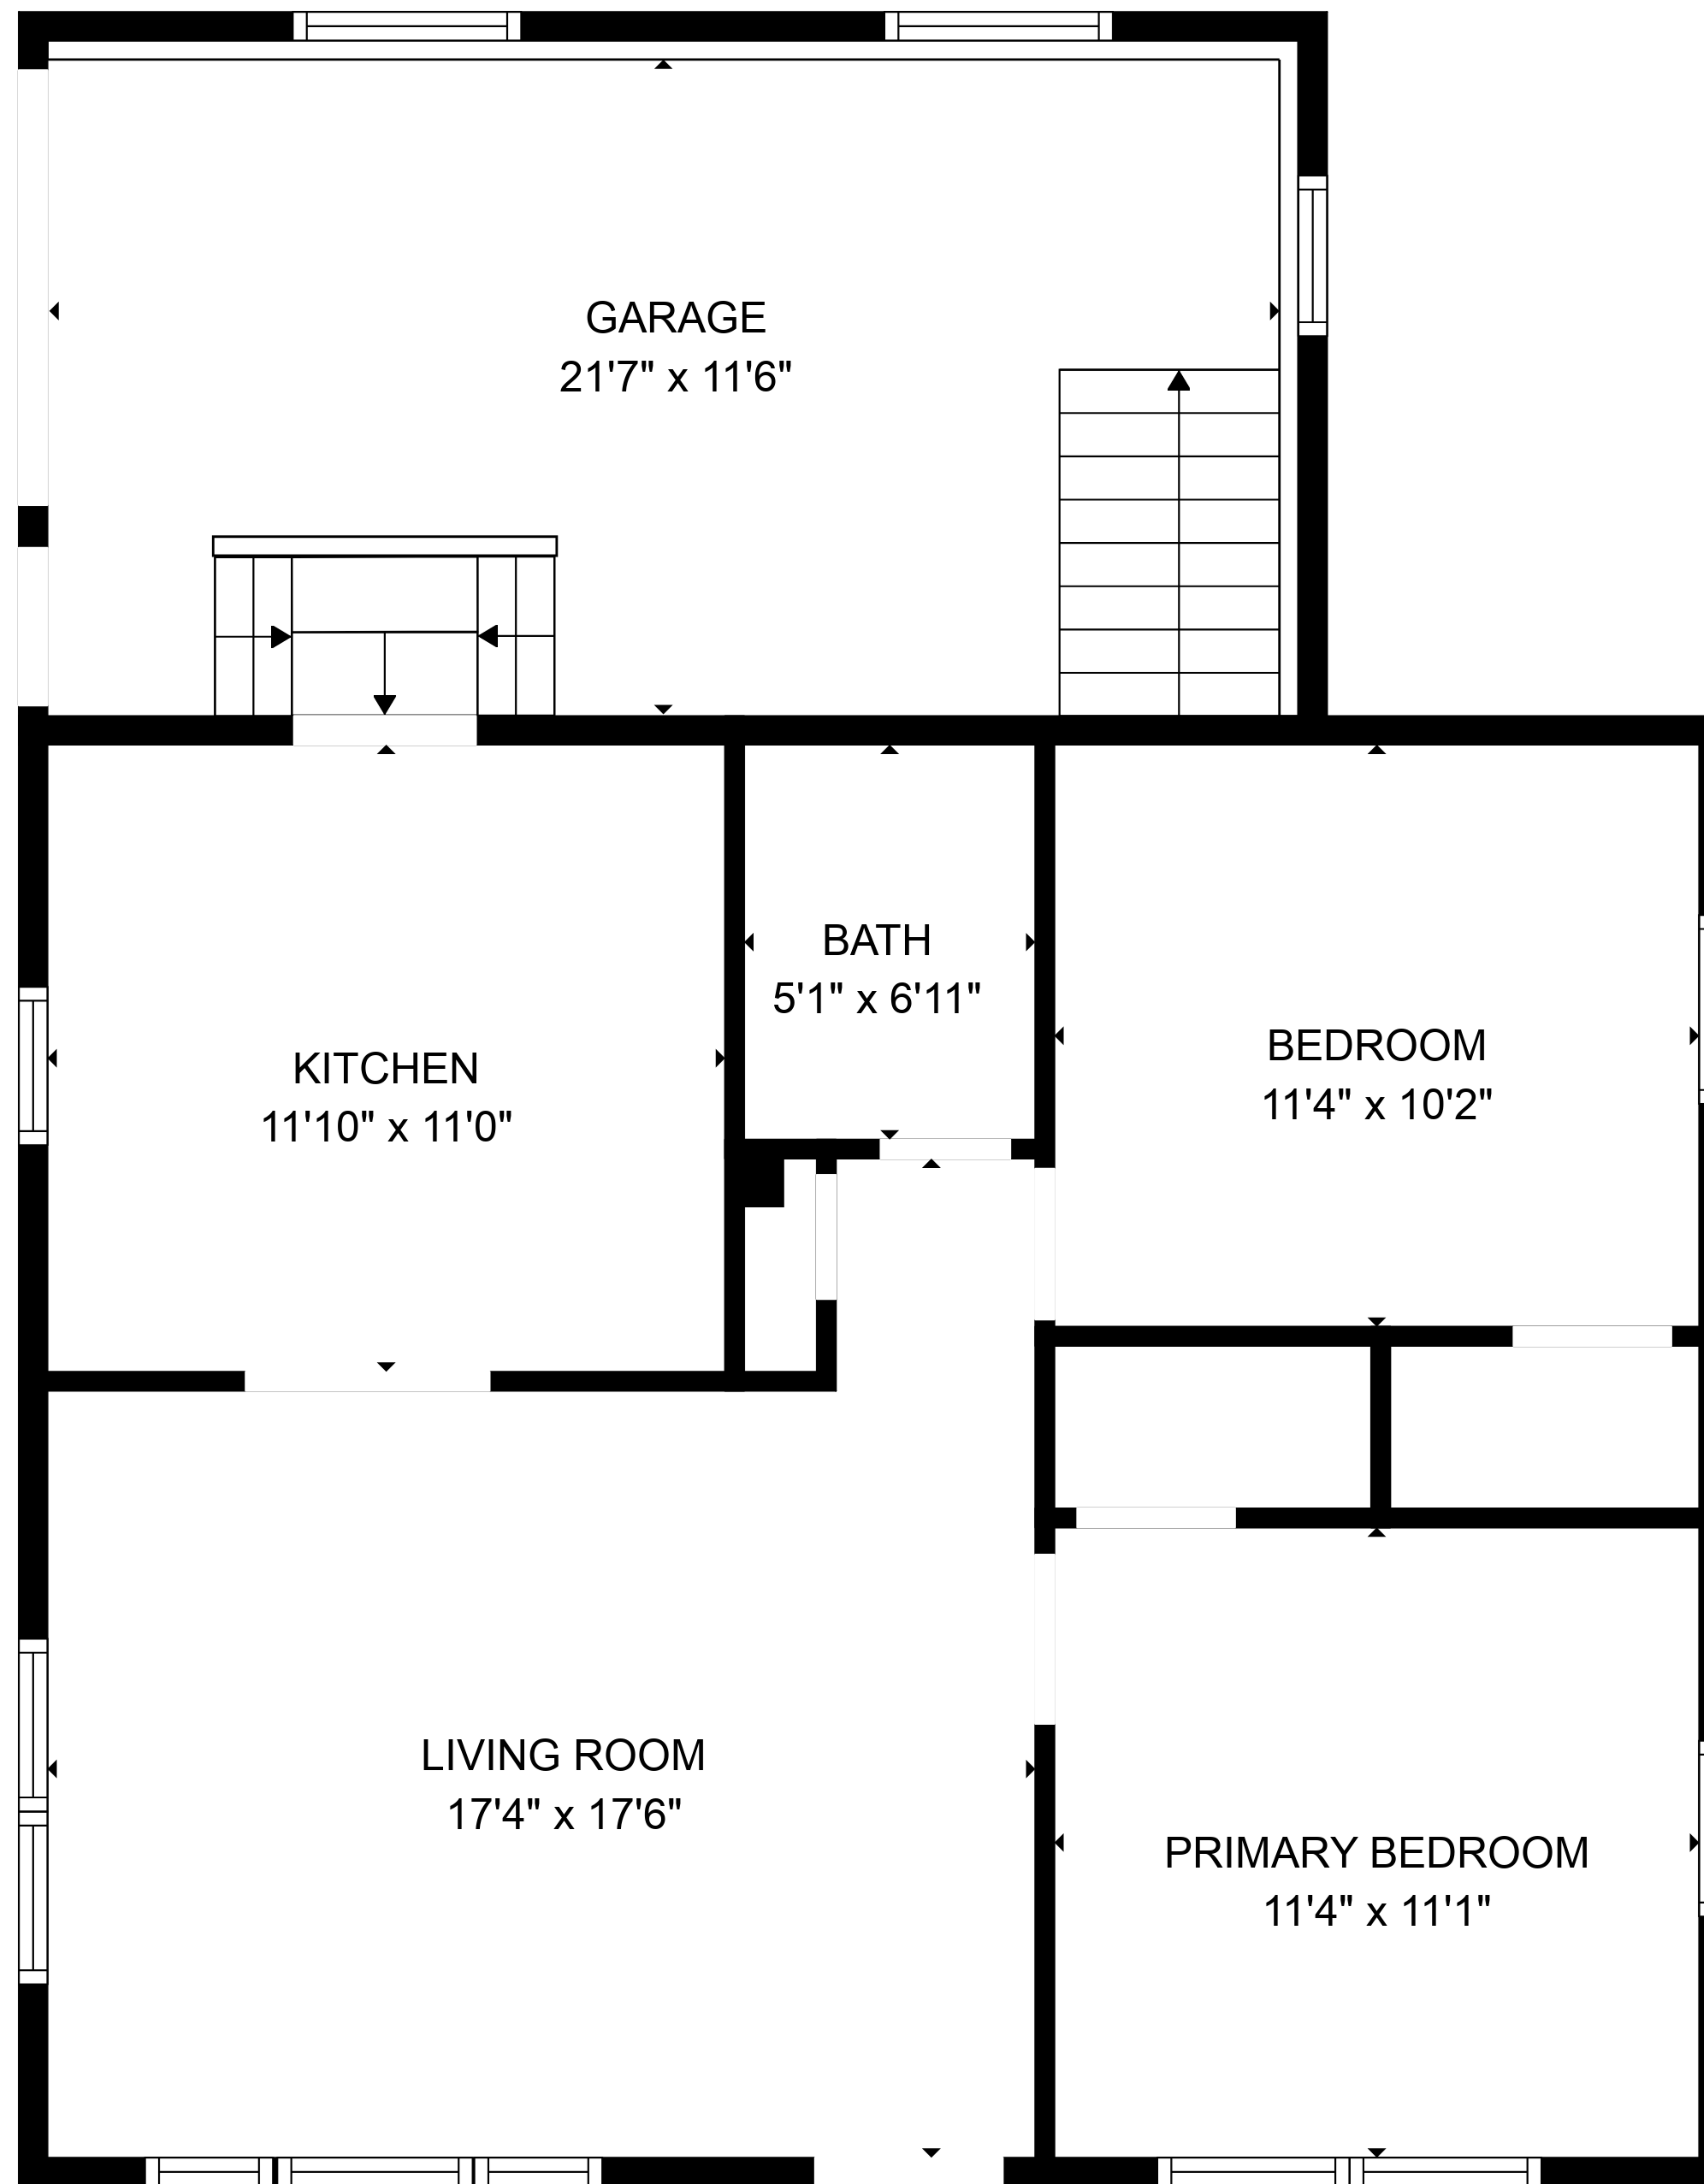 GARAGE
21'7" x 11'6"
BATH
5'1" x 6'11"
KITCHEN
11'10" x 11'0"
BEDROOM
11'4" x 10'2"
LIVING ROOM
17'4" x 17'6"
PRIMARY BEDROOM
11'4" x 11'1"